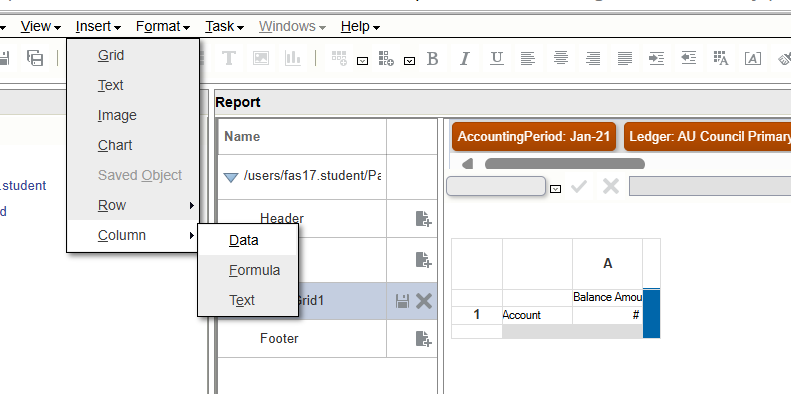 View Insert Format Task Windows Help
Grid
Text
Image
Chart
Saved Object
Row
Column
Data
Formula
Text
.student
d
T B I U A A
Report
Name
/users/fas17.student/Pa
Header
Grid1
Footer
AccountingPeriod: Jan-21 Ledger: AU Council Primary
A
Balance Amou
1 Account #